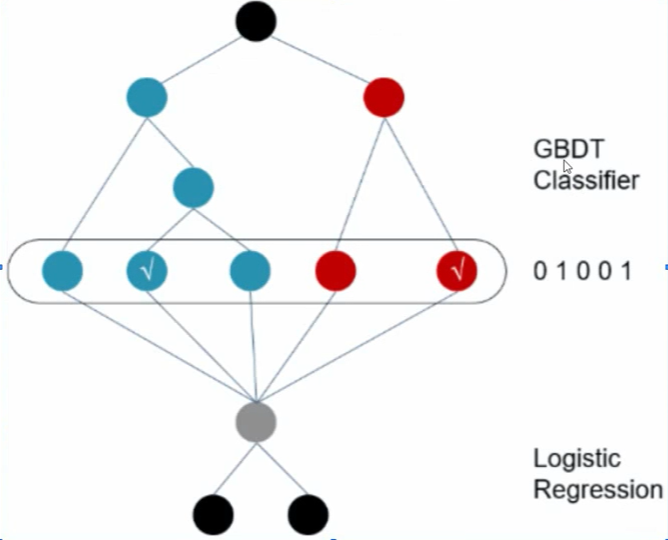 GBDT
Classifier
√ √
0 1 0 0 1
Logistic
Regression